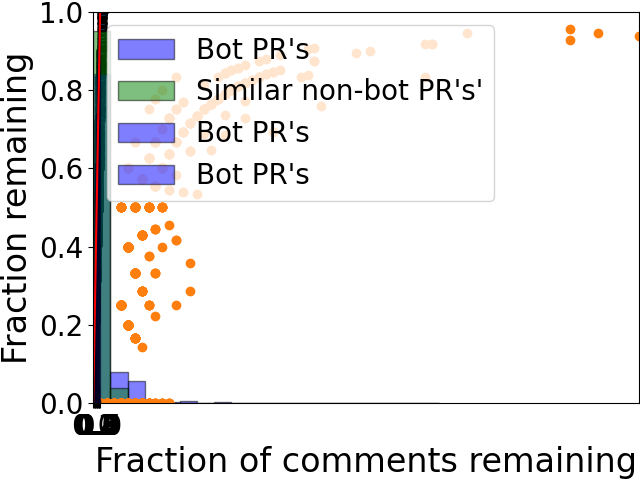 1.0
0.8
0.6
0.4
0.2
0.0
Fraction remaining
Bot PR's
Similar non-bot PR's'
Bot PR's
Bot PR's
Fraction of comments remaining